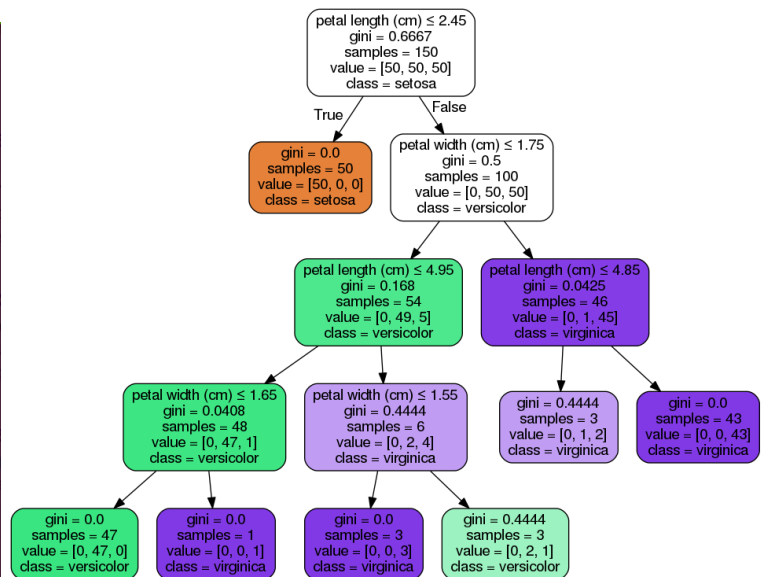 petal length (cm) ≤ 2.45
gini = 0.6667
samples = 150
value = [50, 50, 50]
class = setosa
True
False
gini = 0.0
samples = 50
value = [50, 0, 0]
class = setosa
petal width (cm) ≤ 1.75
gini = 0.5
samples = 100
value = [0, 50, 50]
class = versicolor
petal length (cm) ≤ 4.95
gini = 0.168
samples = 54
value = [0, 49, 5]
class = versicolor
petal length (cm) ≤ 4.85
gini = 0.0425
samples = 46
value = [0, 1, 45]
class = virginica
petal width (cm) ≤ 1.65
gini = 0.0408
samples = 48
value = [0, 47, 1]
class = versicolor
petal width (cm) ≤ 1.55
gini = 0.4444
samples = 6
value = [0, 2, 4]
class = virginica
gini = 0.4444
samples = 3
value = [0, 1, 2]
class = virginica
gini = 0.0
samples = 43
value = [0, 0, 43]
class = virginica
gini = 0.0
samples = 47
value = [0, 47, 0]
class = versicolor
gini = 0.0
samples = 1
value = [0, 0, 1]
class = virginica
gini = 0.0
samples = 3
value = [0, 0, 3]
class = virginica
gini = 0.4444
samples = 3
value = [0, 2, 1]
class = versicolor